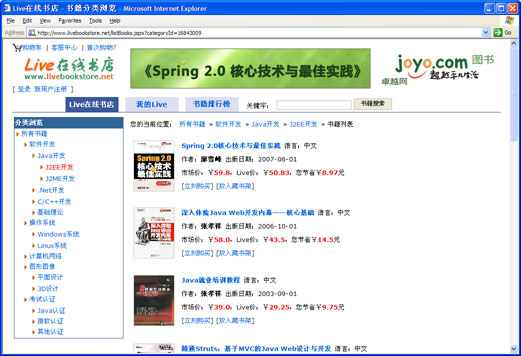 Live在线书店 - 书籍分类浏览 - Microsoft Internet Explorer
File Edit View Favorites Tools Help
Address http://www.livebookstore.net/listBooks.jspx?categoryId=16843009 Go
购物车 | 客服中心 | 首次购物?
Live在线书店
www.livebookstore.net
[ 登录 新用户注册 ]
《Spring 2.0 核心技术与最佳实践》
joyo.com 图书
卓越网 超越平凡生活
Live在线书店 我的Live 书籍排行榜 关键字: 书籍搜索
分类浏览
所有书籍
软件开发
Java开发
J2EE开发
J2ME开发
.Net开发
C/C++开发
基础理论
操作系统
Windows系统
Linux系统
计算机网络
图形图像
平面设计
3D设计
考试认证
Java认证
微软认证
其他认证
您的当前位置: 所有书籍 » 软件开发 » Java开发 » J2EE开发 » 书籍列表
Spring 2.0
核心技术与
最佳实践
Spring 2.0核心技术与最佳实践 语言: 中文
作者: 廖雪峰 出版日期: 2007-06-01
市场价: ¥59.8, Live价: ¥50.83, 您节省¥8.97元
[立刻购买] [放入藏书架]
深入体验Java Web开发内幕——核心基础 语言: 中文
作者: 张孝祥 出版日期: 2006-10-01
市场价: ¥58.0, Live价: ¥43.5, 您节省¥14.5元
[立刻购买] [放入藏书架]
Java就业培训教程 语言: 中文
作者: 张孝祥 出版日期: 2003-09-01
市场价: ¥39.0, Live价: ¥29.25, 您节省¥9.75元
[立刻购买] [放入藏书架]
精通Struts: 基于MVC的Java Web设计与开发 语言: 中文